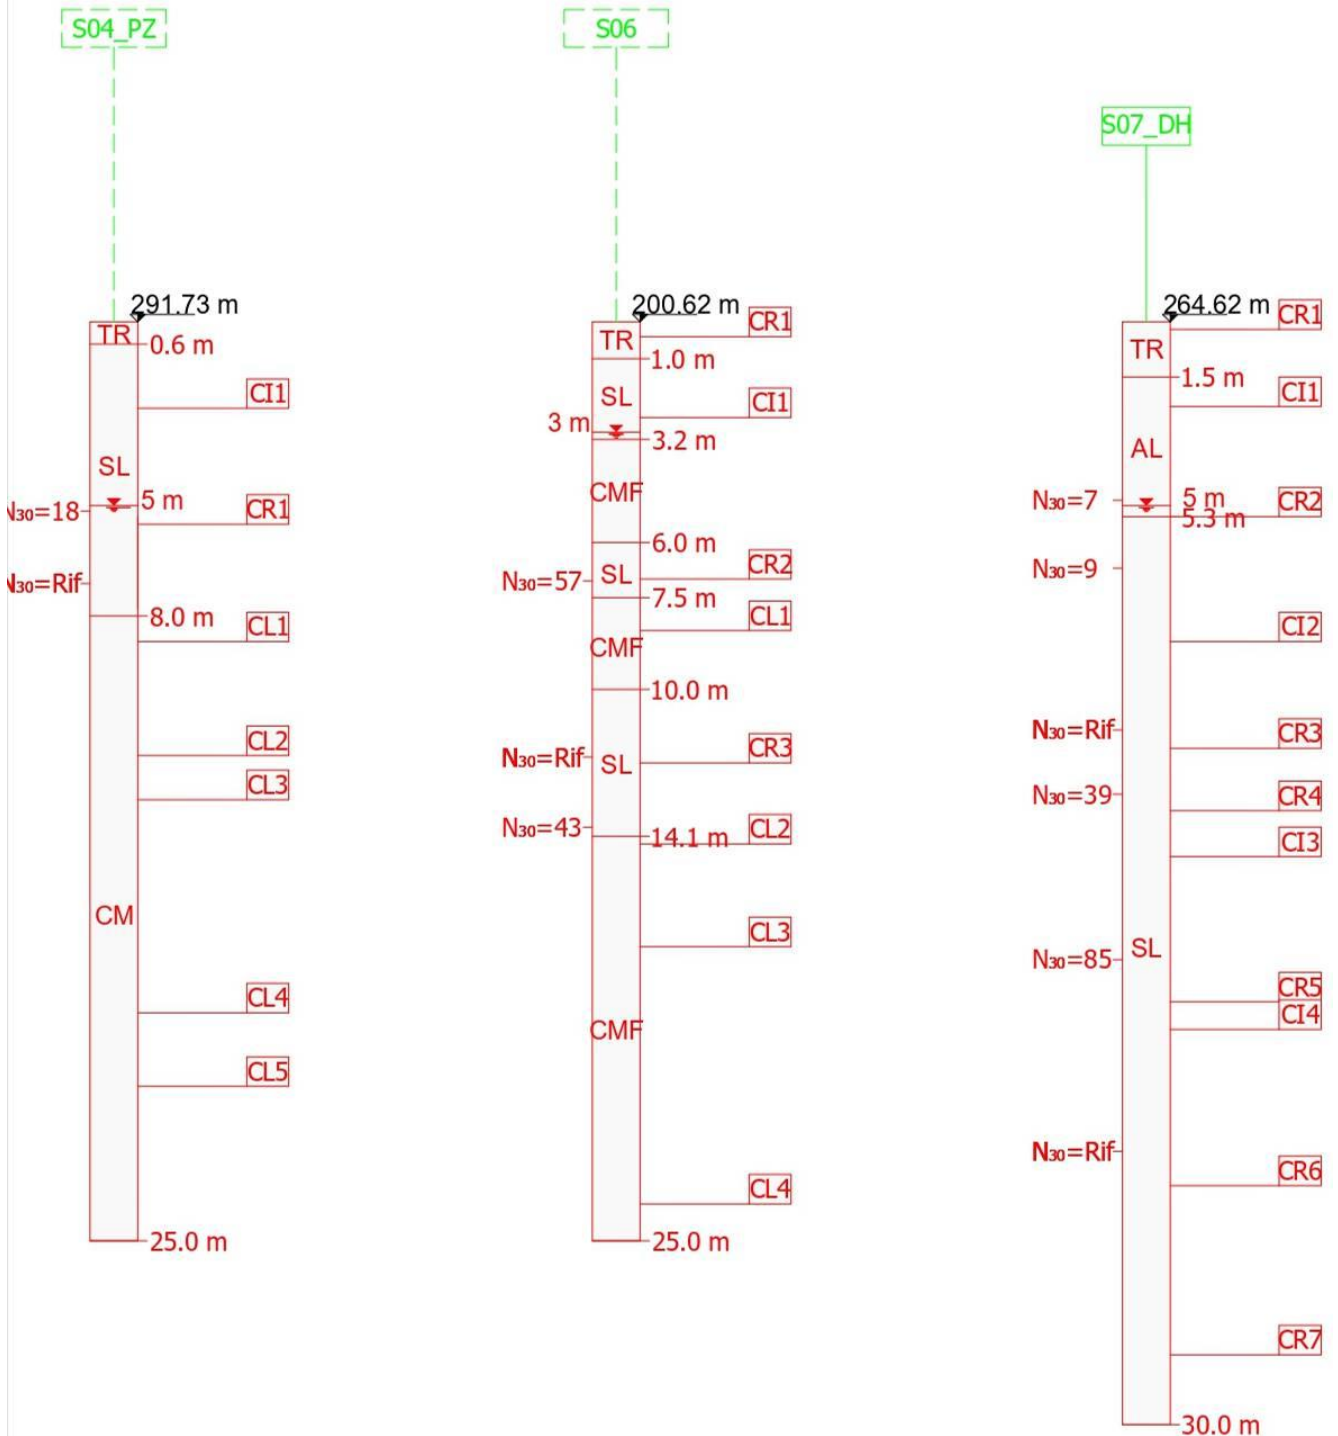 S04_PZ
291.73 m
TR
0.6 m
CI1
SL
5 m
N₃₀=18
CR1
N₃₀=Rif
8.0 m
CL1
CL2
CL3
CM
CL4
CL5
25.0 m
S06
200.62 m
CR1
TR
1.0 m
SL
CI1
3 m
3.2 m
CMF
6.0 m
CR2
SL
N₃₀=57
7.5 m
CL1
CMF
10.0 m
CR3
N₃₀=Rif
SL
N₃₀=43
CL2
14.1 m
CL3
CMF
CL4
25.0 m
S07_DH
264.62 m
CR1
TR
1.5 m
CI1
AL
N₃₀=7
5 m
CR2
5.3 m
N₃₀=9
CI2
N₃₀=Rif
CR3
N₃₀=39
CR4
CI3
SL
N₃₀=85
CR5
CI4
N₃₀=Rif
CR6
CR7
30.0 m